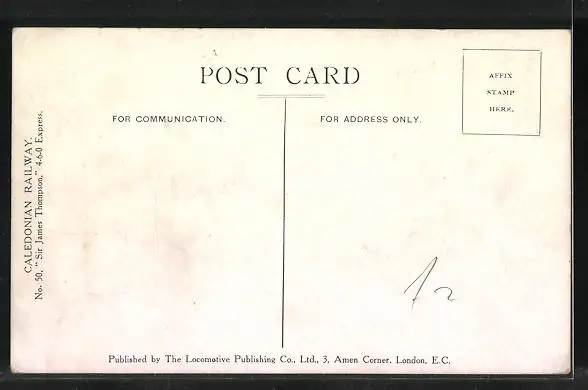 POST CARD
AFFIX
STAMP
HERE.
FOR COMMUNICATION.
FOR ADDRESS ONLY.
CALEDONIAN RAILWAY.
No. 50, "Sir James Thompson," 4-6-0 Express.
Published by The Locomotive Publishing Co., Ltd., 3, Amen Corner, London, E.C.